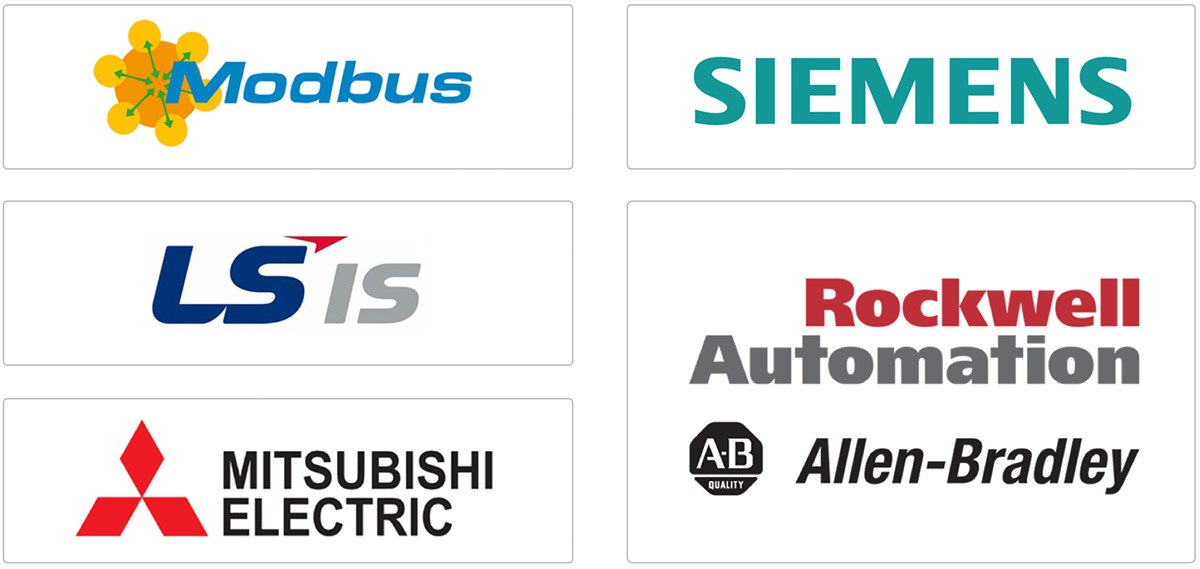 Modbus
SIEMENS
LS IS
Rockwell
Automation
A-B
QUALITY
Allen-Bradley
MITSUBISHI
ELECTRIC